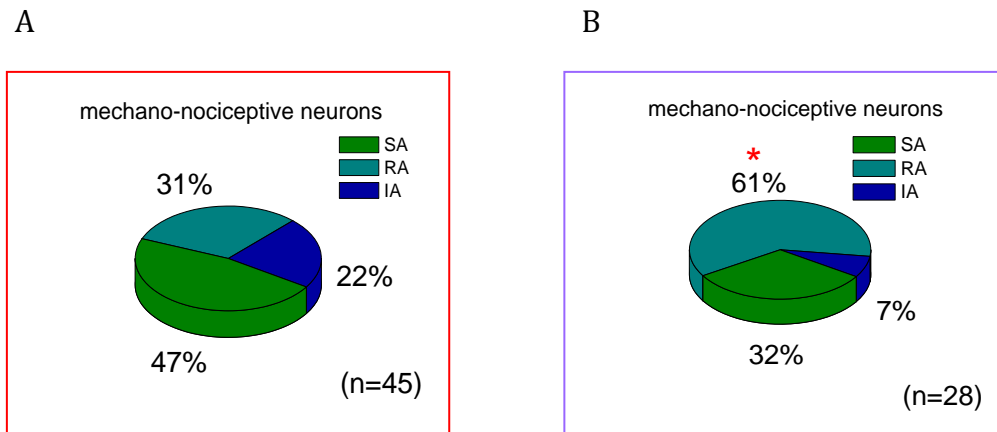 A
mechano-nociceptive neurons
SA
RA
IA
31%
22%
47%
(n=45)
B
mechano-nociceptive neurons
SA
RA
IA
*
61%
7%
32%
(n=28)